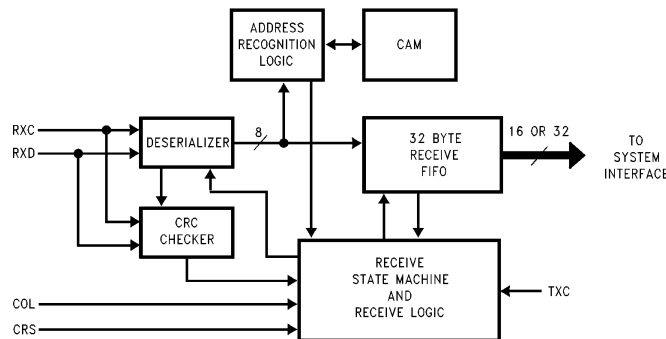 ADDRESS
RECOGNITION
LOGIC
CAM
RXC
RXD
DESERIALIZER
8
32 BYTE
RECEIVE
FIFO
16 OR 32
TO
SYSTEM
INTERFACE
CRC
CHECKER
RECEIVE
STATE MACHINE
AND
RECEIVE LOGIC
TXC
COL
CRS